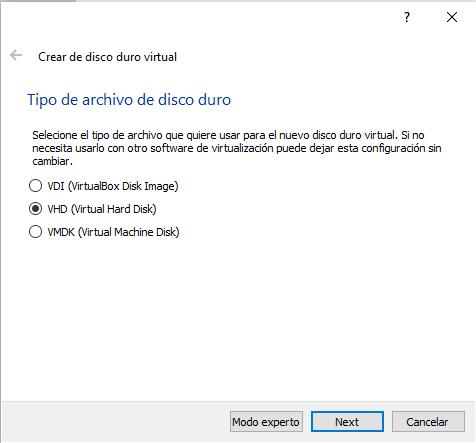 ?
Crear de disco duro virtual
Tipo de archivo de disco duro
Selecione el tipo de archivo que quiere usar para el nuevo disco duro virtual. Si no
necesita usarlo con otro software de virtualización puede dejar esta configuración sin
cambiar.
VDI (VirtualBox Disk Image)
VHD (Virtual Hard Disk)
VMDK (Virtual Machine Disk)
Modo experto Next Cancelar